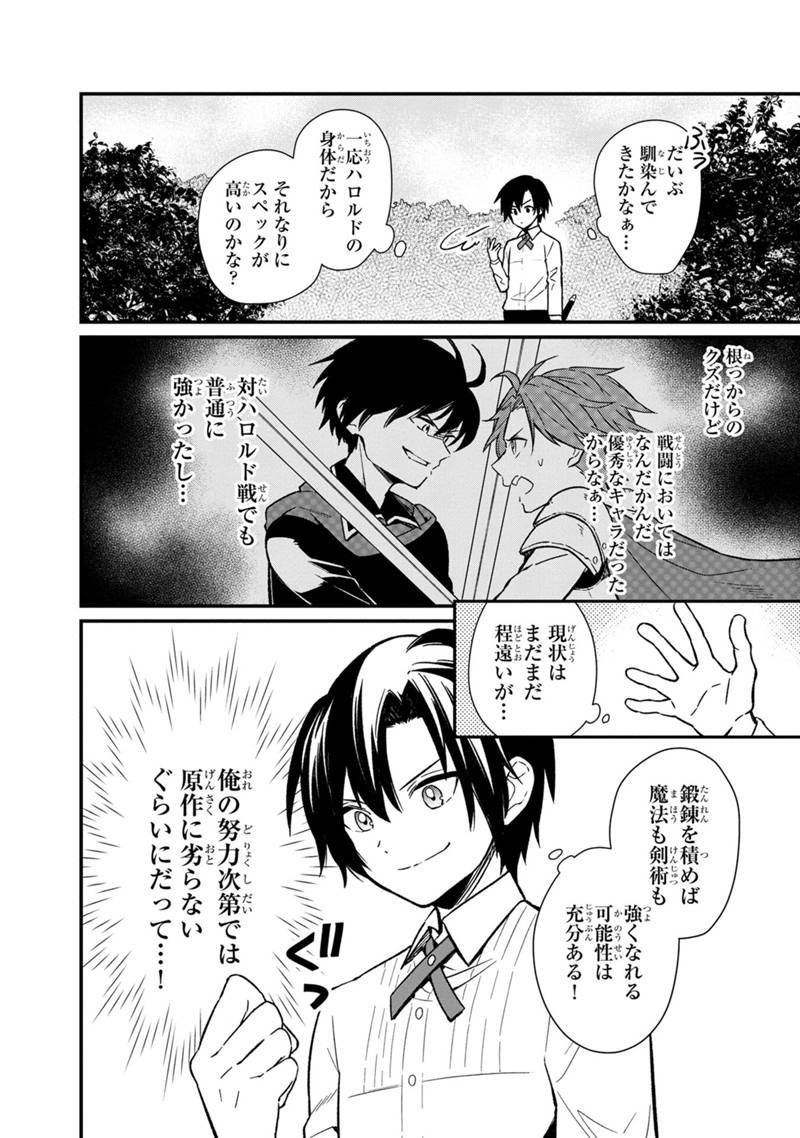 ふぅ
だいぶ
馴染んで
きたかなぁ…
一応ハロルドの
身体だから
それなりに
スペックが
高いのかな？
根っからの
クズだけど
戦闘においては
なんだかんだ
優秀なキャラだった
からなぁ…
対ハロルド戦でも
普通に
強かったし…
現状は
まだまだ
程遠いが…
鍛錬を積めば
魔法も剣術も
強くなれる
可能性は
充分ある！
俺の努力次第では
原作に劣らない
ぐらいにだって…！
ぐっ